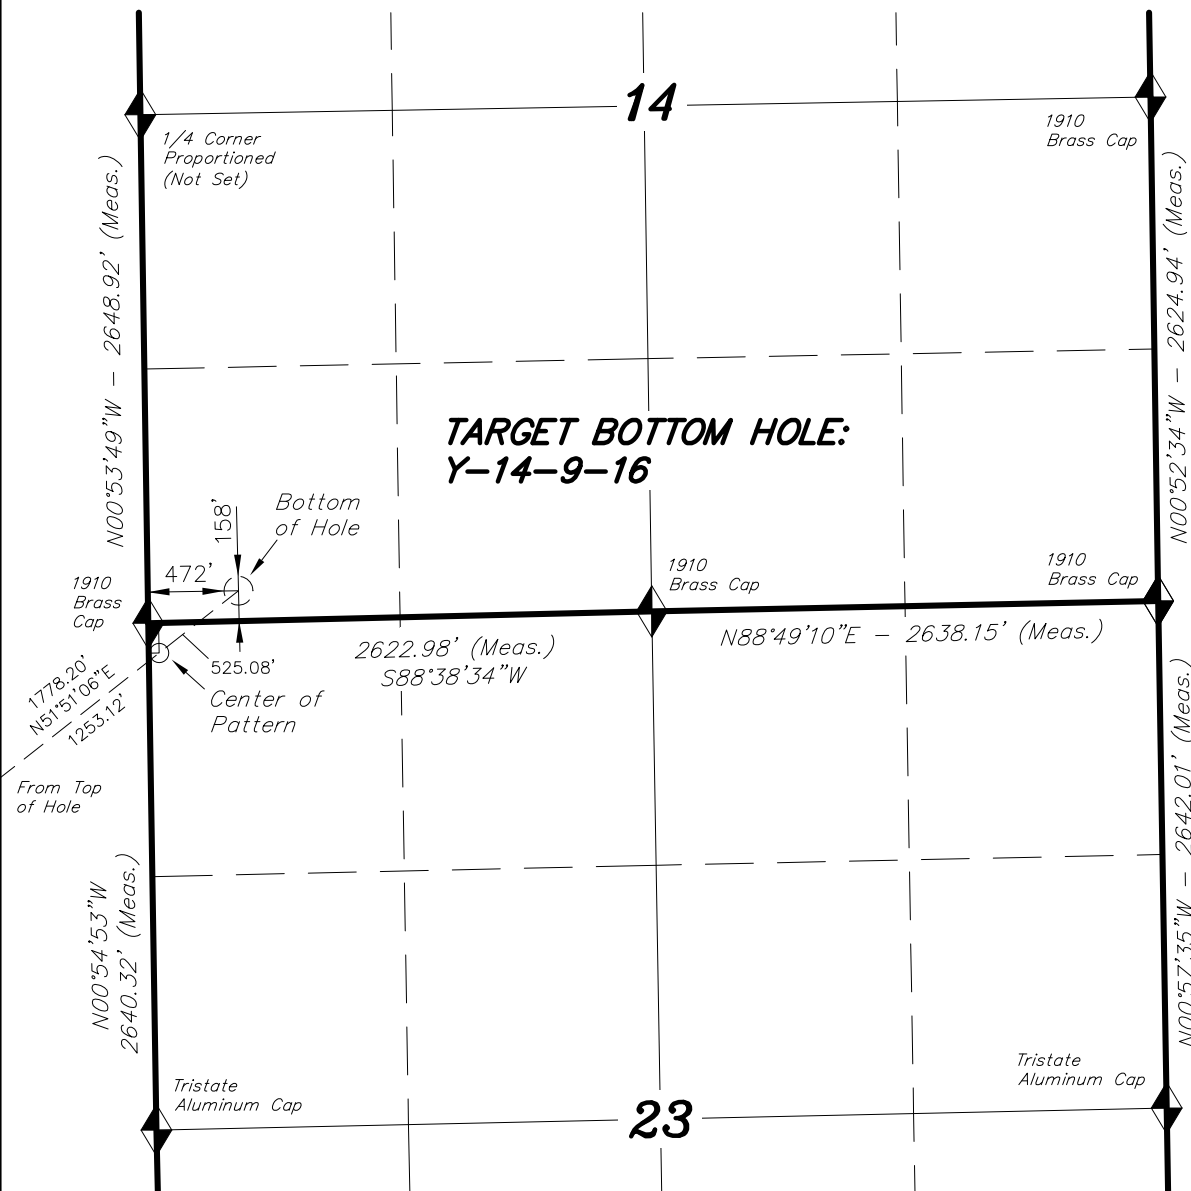 14
1/4 Corner
Proportioned
(Not Set)
1910
Brass Cap
N00°53'49"W – 2648.92' (Meas.)
N00°52'34"W – 2624.94' (Meas.)
TARGET BOTTOM HOLE:
Y-14-9-16
Bottom
of Hole
158'
472'
1910
Brass
Cap
1910
Brass Cap
1910
Brass Cap
2622.98' (Meas.)
S88°38'34"W
N88°49'10"E – 2638.15' (Meas.)
525.08'
Center of
Pattern
1778.20'
N51°51'06"E
1253.12'
From Top
of Hole
N00°54'53"W
2640.32' (Meas.)
N00°57'35"W – 2642.01' (Meas.)
Tristate
Aluminum Cap
Tristate
Aluminum Cap
23